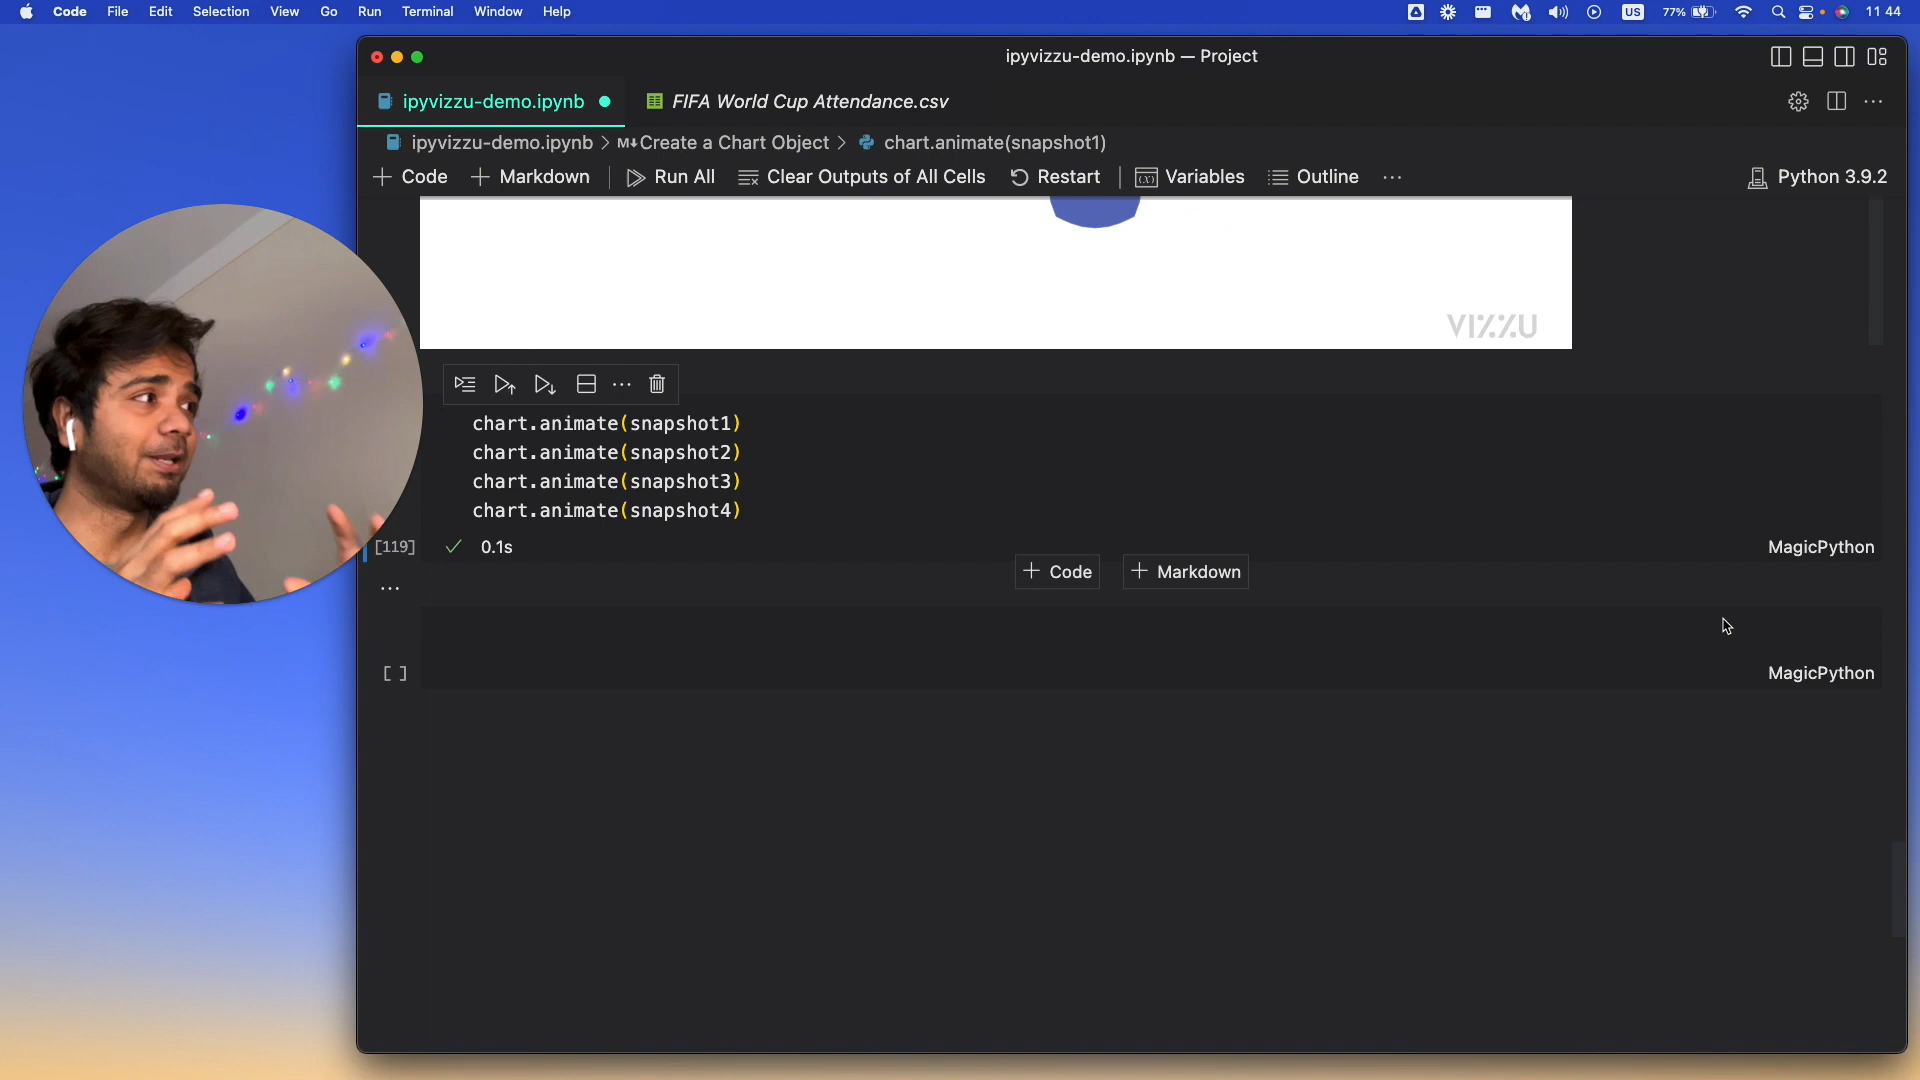 Code File Edit Selection View Go Run Terminal Window Help US 77% 11 44
ipyvizzu-demo.ipynb — Project
ipyvizzu-demo.ipynb FIFA World Cup Attendance.csv
ipyvizzu-demo.ipynb > M↓Create a Chart Object > chart.animate(snapshot1)
+ Code + Markdown Run All Clear Outputs of All Cells Restart Variables Outline ... Python 3.9.2
VIZZU
chart.animate(snapshot1)
chart.animate(snapshot2)
chart.animate(snapshot3)
chart.animate(snapshot4)
[119] ✓ 0.1s MagicPython
+ Code + Markdown
...
[ ] MagicPython